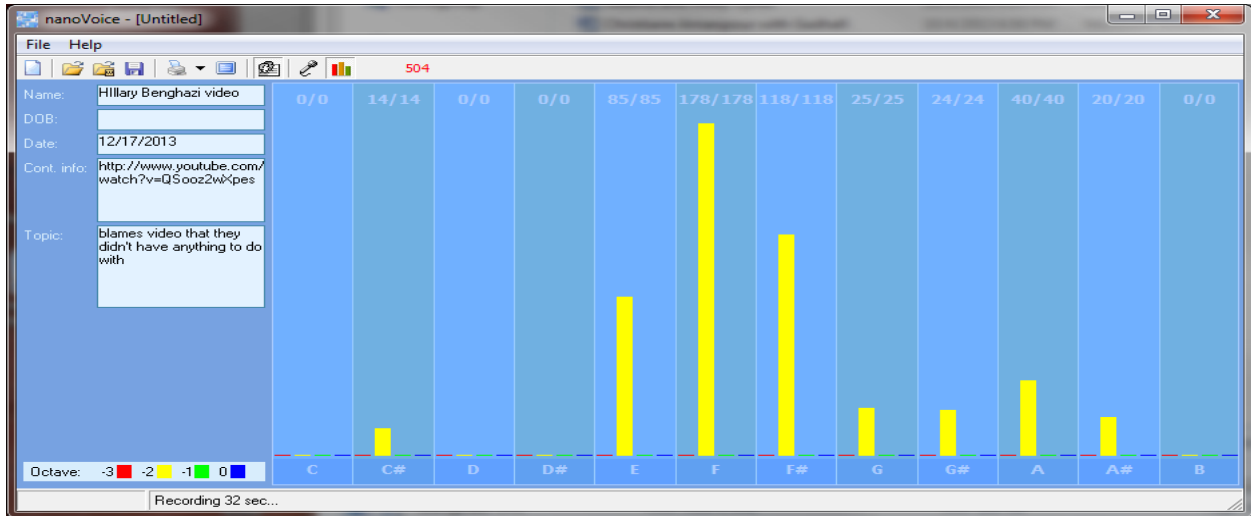 nanoVoice - [Untitled]
File Help
504
Name: HIllary Benghazi video
DOB:
Date: 12/17/2013
Cont. info: http://www.youtube.com/
watch?v=QSooz2wXpes
Topic: blames video that they
didn't have anything to do
with
0/0 14/14 0/0 0/0 85/85 178/178 118/118 25/25 24/24 40/40 20/20 0/0
Octave: -3 -2 -1 0
C C# D D# E F F# G G# A A# B
Recording 32 sec...